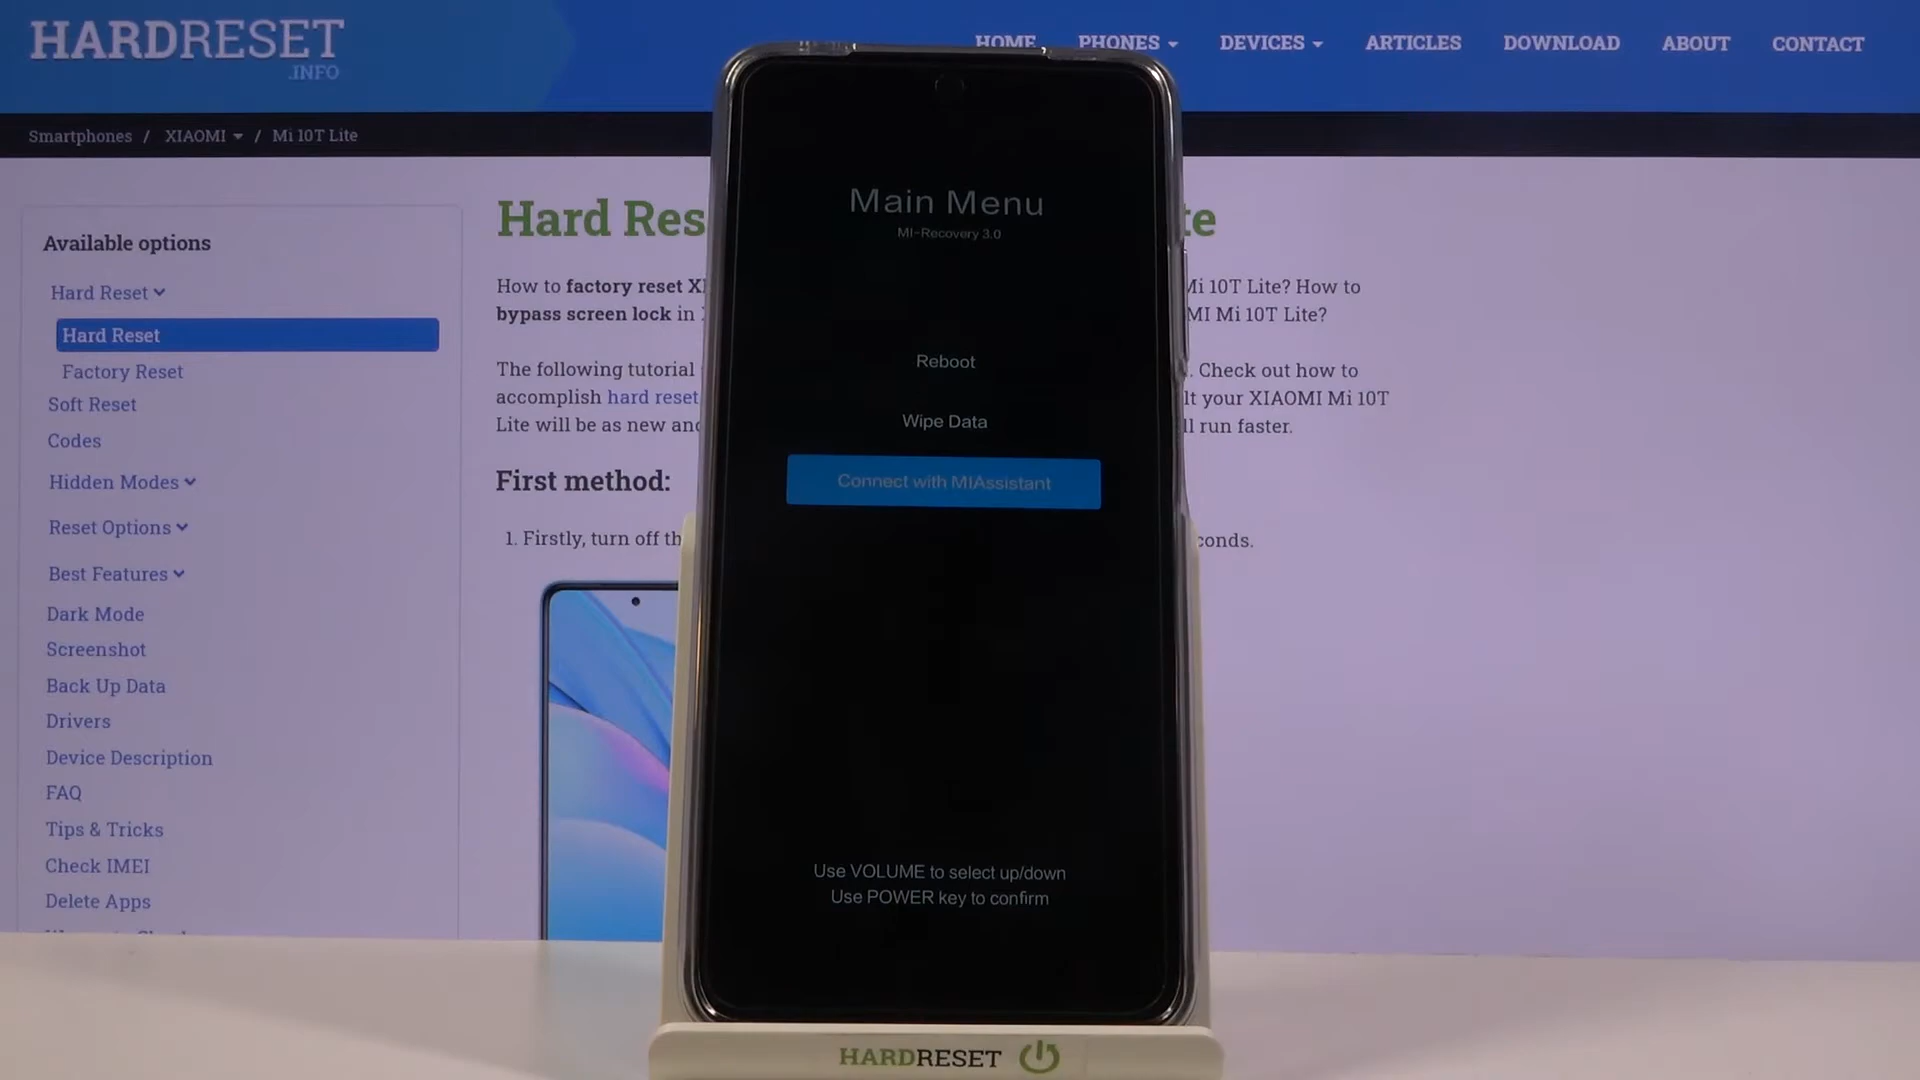 HARDRESET
.INFO
HOME PHONES DEVICES ARTICLES DOWNLOAD ABOUT CONTACT
Smartphones / XIAOMI / Mi 10T Lite
Available options
Hard Reset
Hard Reset
Factory Reset
Soft Reset
Codes
Hidden Modes
Reset Options
Best Features
Dark Mode
Screenshot
Back Up Data
Drivers
Device Description
FAQ
Tips & Tricks
Check IMEI
Delete Apps
Hard Res te
How to factory reset XI Mi 10T Lite? How to
bypass screen lock in MI Mi 10T Lite?
The following tutorial . Check out how to
accomplish hard reset lt your XIAOMI Mi 10T
Lite will be as new and ll run faster.
First method:
1. Firstly, turn off th conds.
Main Menu
MI-Recovery 3.0
Reboot
Wipe Data
Connect with MIAssistant
Use VOLUME to select up/down
Use POWER key to confirm
HARDRESET